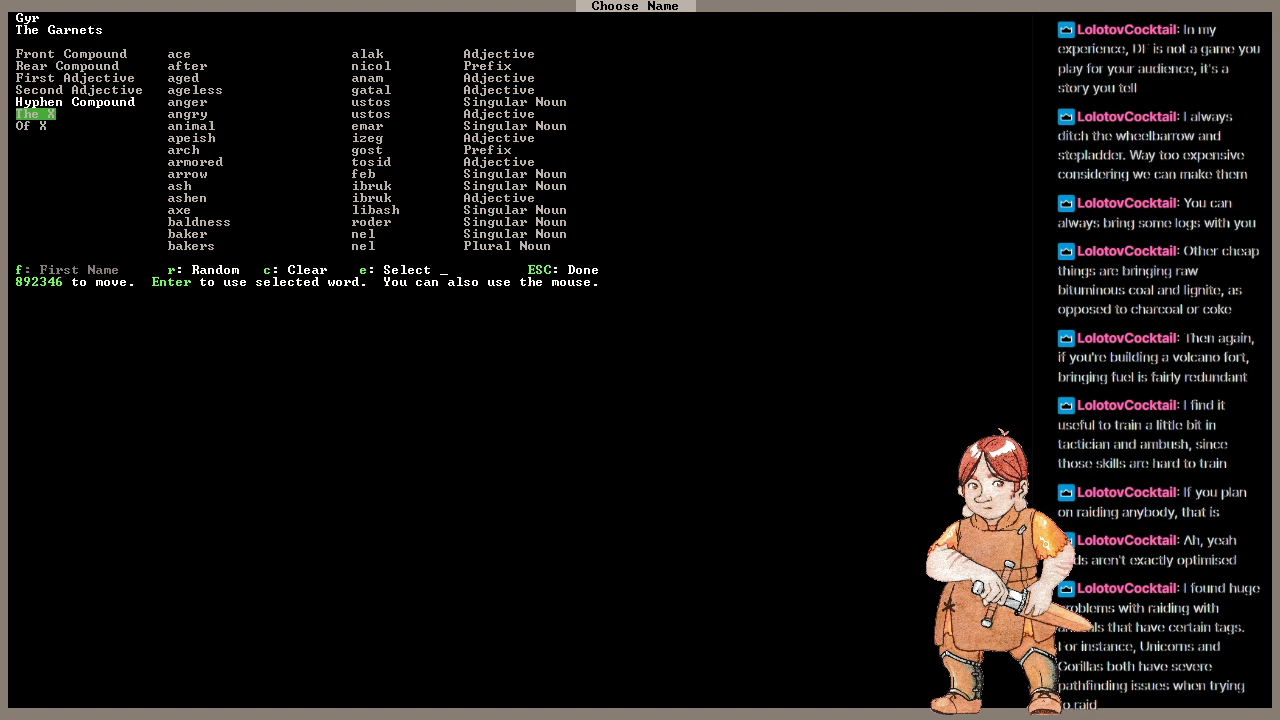 Choose Name
Gyr
The Garnets
Front Compound ace alak Adjective
Rear Compound after nicol Prefix
First Adjective aged anam Adjective
Second Adjective ageless gatal Adjective
Hyphen Compound anger ustos Singular Noun
The X angry ustos Adjective
Of X animal emar Singular Noun
apeish izeg Adjective
arch gost Prefix
armored tosid Adjective
arrow feb Singular Noun
ash ibruk Singular Noun
ashen ibruk Adjective
axe libash Singular Noun
baldness roder Singular Noun
baker nel Singular Noun
bakers nel Plural Noun
f: First Name r: Random c: Clear e: Select _ ESC: Done
892346 to move. Enter to use selected word. You can also use the mouse.
LolotovCocktail: In my
experience, DF is not a game you
play for your audience, it's a
story you tell
LolotovCocktail: I always
ditch the wheelbarrow and
stepladder. Way too expensive
considering we can make them
LolotovCocktail: You can
always bring some logs with you
LolotovCocktail: Other cheap
things are bringing raw
bituminous coal and lignite, as
opposed to charcoal or coke
LolotovCocktail: Then again,
if you're building a volcano fort,
bringing fuel is fairly redundant
LolotovCocktail: I find it
useful to train a little bit in
tactician and ambush, since
those skills are hard to train
LolotovCocktail: If you plan
on raiding anybody, that is
LolotovCocktail: Ah, yeah
aren't exactly optimised
LolotovCocktail: I found huge
problems with raiding with
that have certain tags.
For instance, Unicorns and
Gorillas both have severe
pathfinding issues when trying
to raid